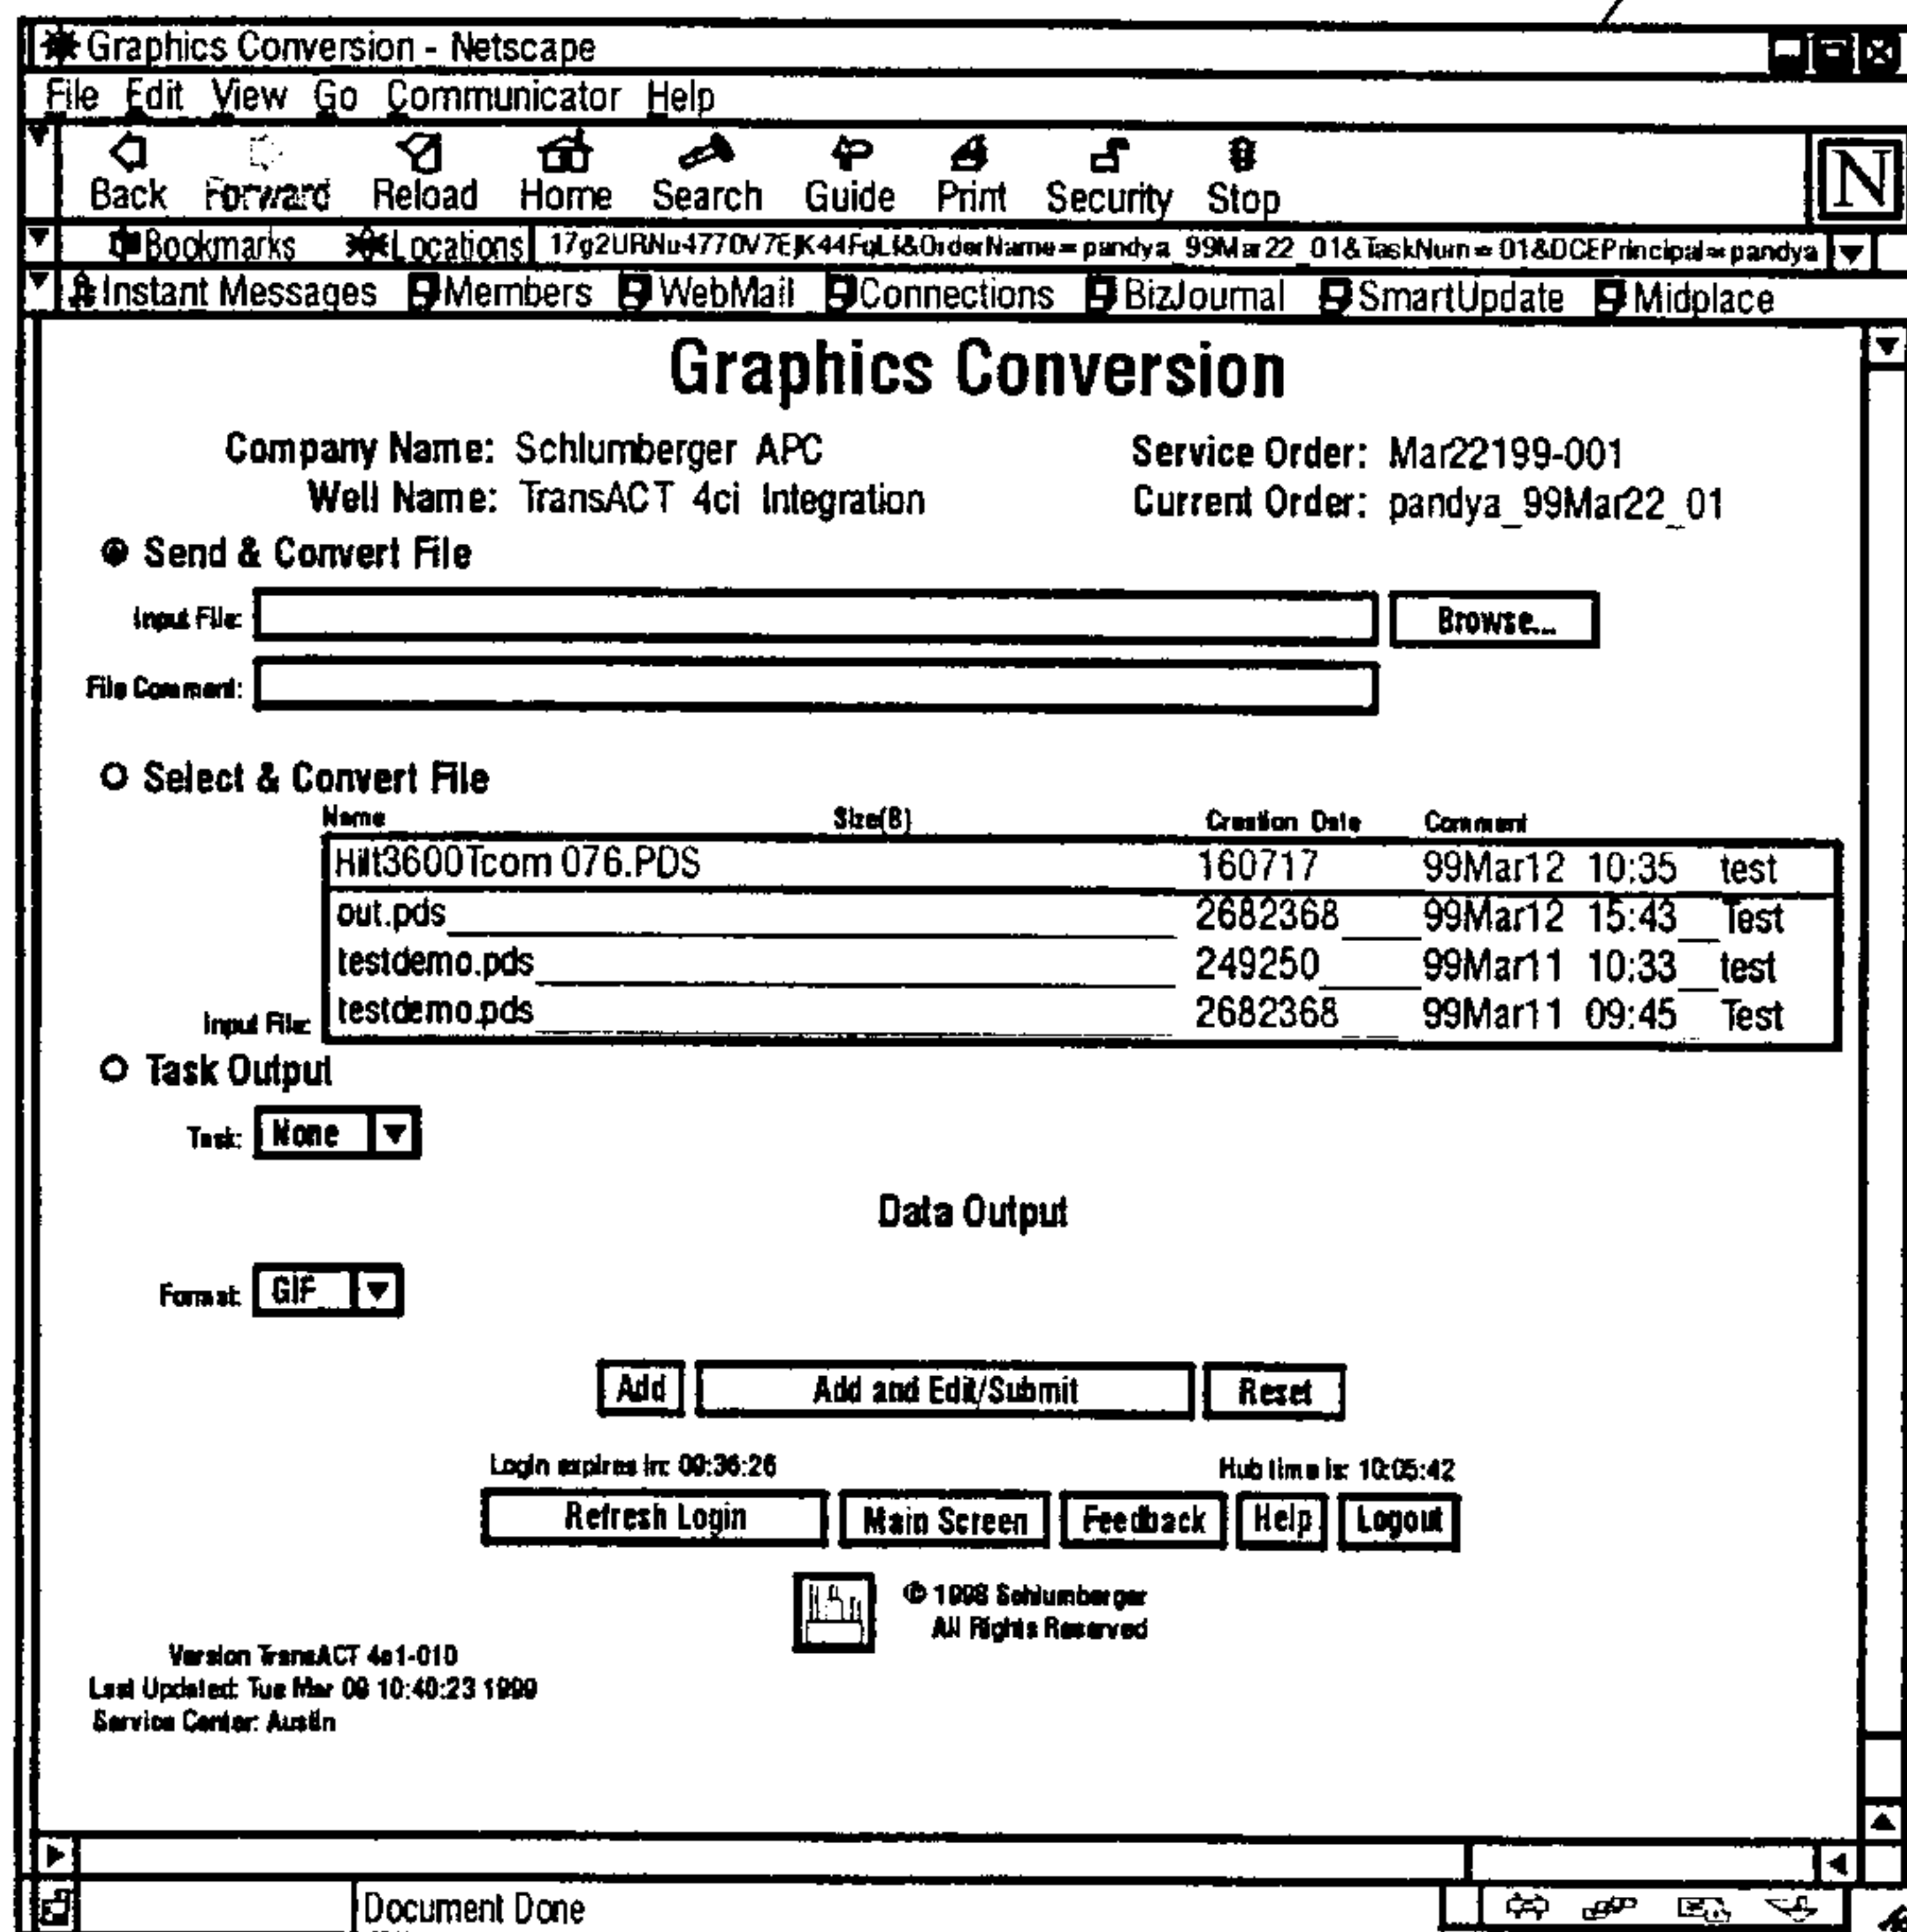 Graphics Conversion - Netscape
File Edit View Go Communicator Help
Back Forward Reload Home Search Guide Print Security Stop
N
Bookmarks Locations &OrderName=pandya_99Mar22_01&TaskNum=01&DCEPrincipal=pandya
Instant Messages Members WebMail Connections BizJournal SmartUpdate Midplace
Graphics Conversion
Company Name: Schlumberger APC Service Order: Mar22199-001
Well Name: TransACT 4ci Integration Current Order: pandya_99Mar22_01
Send & Convert File
Input File: Browse...
File Comment:
Select & Convert File
Name Size(B) Creation Date Comment
Hilt3600Tcom 076.PDS 160717 99Mar12 10:35 test
out.pds 2682368 99Mar12 15:43 Test
testdemo.pds 249250 99Mar11 10:33 test
Input File: testdemo.pds 2682368 99Mar11 09:45 Test
Task Output
Task: None
Data Output
Format: GIF
Add Add and Edit/Submit Reset
Login expires in: 09:36:26 Hub time is: 10:05:42
Refresh Login Main Screen Feedback Help Logout
© 1998 Schlumberger
All Rights Reserved
Version TransACT
Last Updated: Tue Mar 09 10:40:23 1999
Service Center: Austin
Document Done